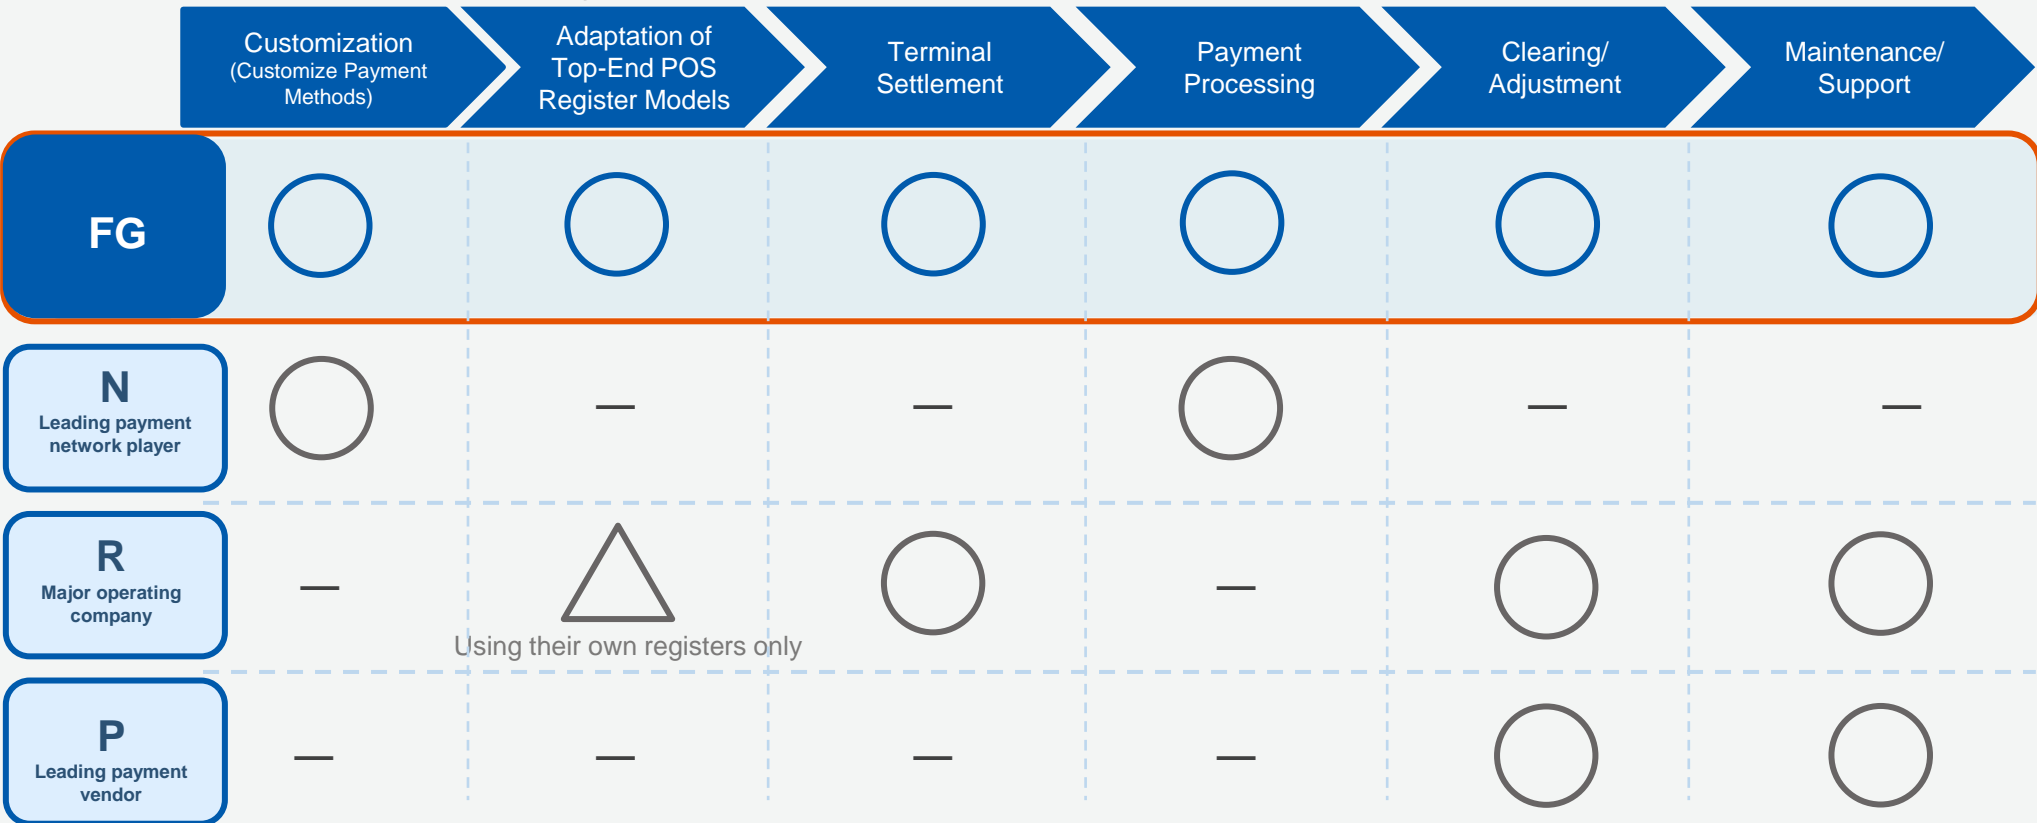 Customization
(Customize Payment
Methods)
Adaptation of
Top-End POS
Register Models
Terminal
Settlement
Payment
Processing
Clearing/
Adjustment
Maintenance/
Support
FG
N
Leading payment
network player
— — — —
R
Major operating
company
— —
Using their own registers only
P
Leading payment
vendor
— — — —